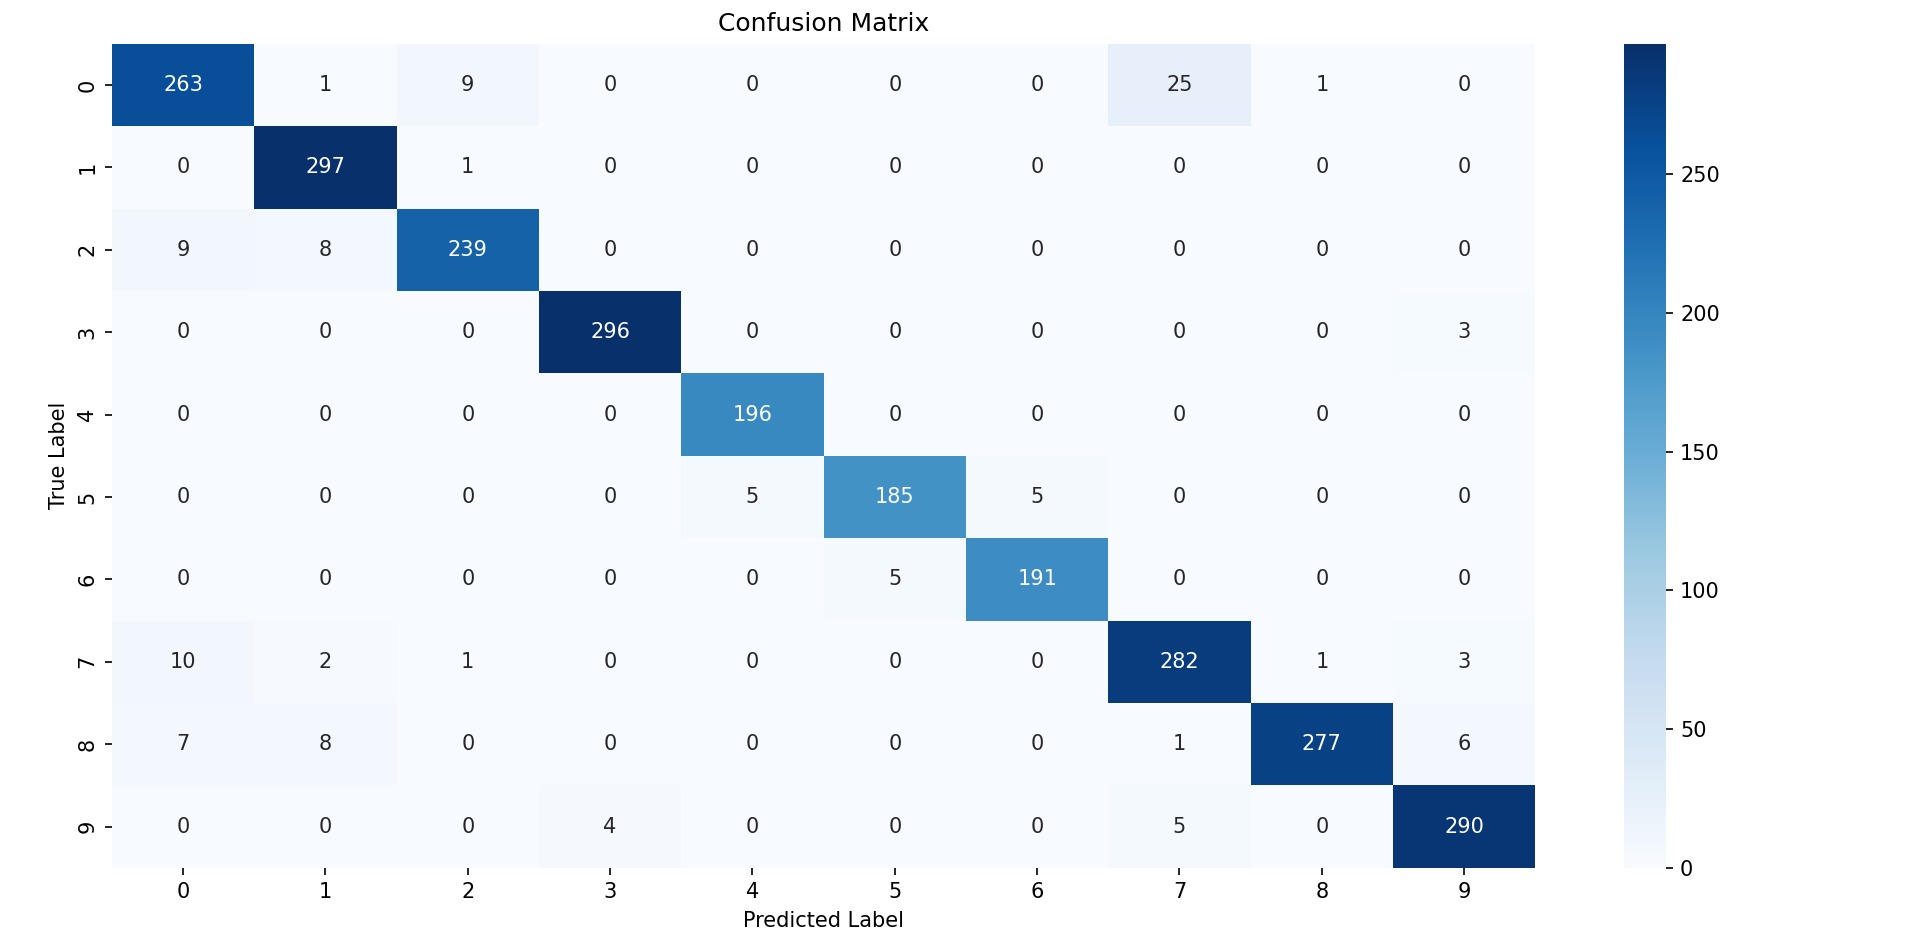 Confusion Matrix
0 263 1 9 0 0 0 0 25 1 0
1 0 297 1 0 0 0 0 0 0 0
2 9 8 239 0 0 0 0 0 0 0
3 0 0 0 296 0 0 0 0 0 3
4 0 0 0 0 196 0 0 0 0 0
5 0 0 0 0 5 185 5 0 0 0
6 0 0 0 0 0 5 191 0 0 0
7 10 2 1 0 0 0 0 282 1 3
8 7 8 0 0 0 0 0 1 277 6
9 0 0 0 4 0 0 0 5 0 290
0 1 2 3 4 5 6 7 8 9
Predicted Label
True Label
250
200
150
100
50
0